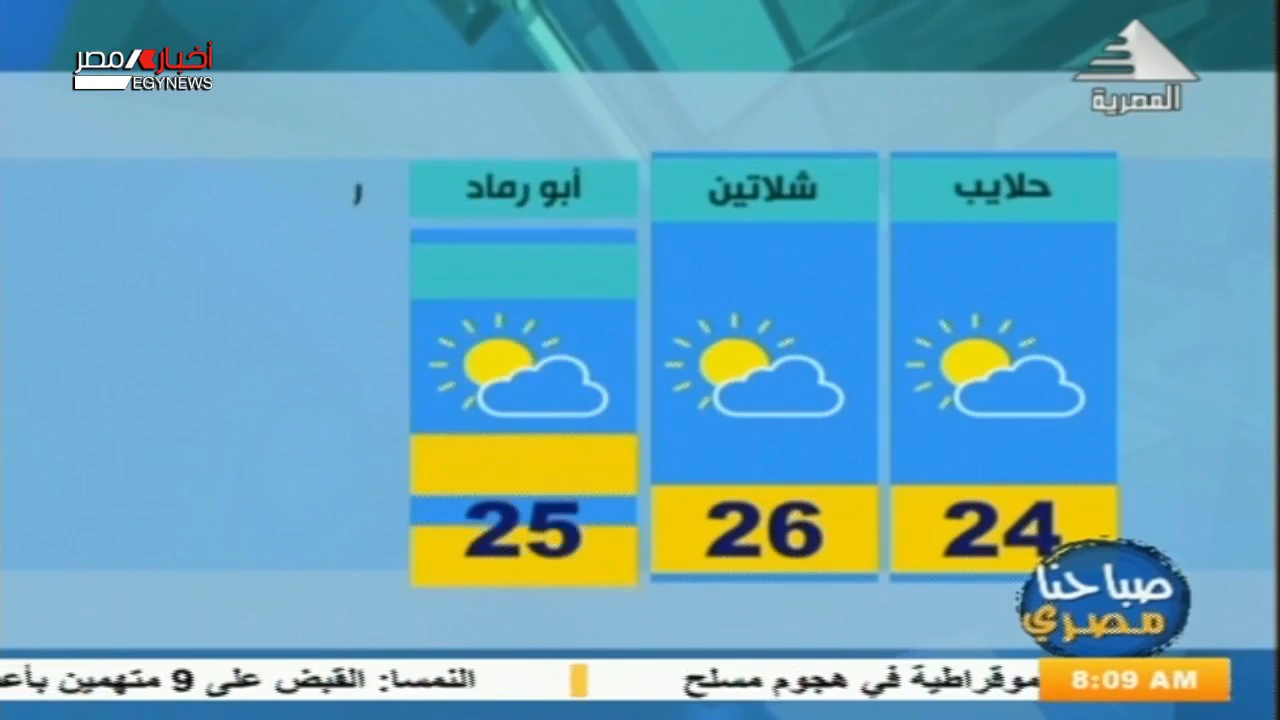 أخبار/مصر
EGYNEWS
المصرية
حلايب
شلاتين
أبو رماد
ر
24
26
25
صباحنا
مصري
8:09 AM
موقراطية في هجوم مسلح
النمسا: القبض على 9 متهمين بأع